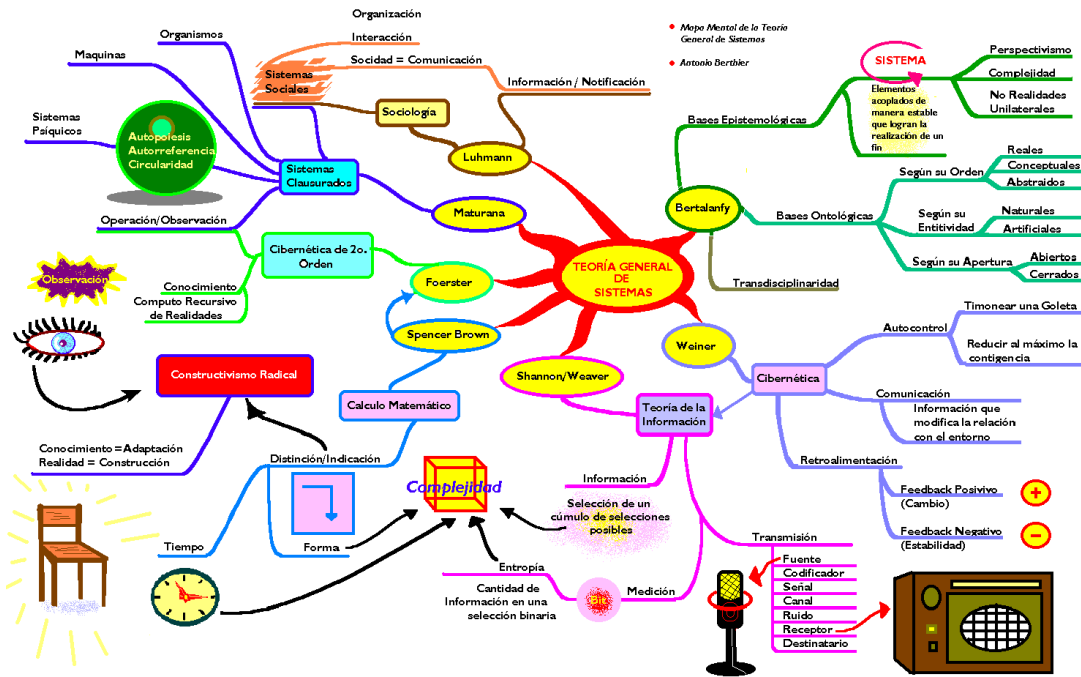 Organización
Interacción
Socidad = Comunicación
Sistemas
Sociales
Información / Notificación
Sociología
Luhmann
Organismos
Maquinas
Sistemas
Psíquicos
Autopoiesis
Autorreferencia
Circularidad
Sistemas
Clausurados
Maturana
Operación/Observación
Cibernética de 2o.
Orden
Foerster
Conocimiento
Computo Recursivo
de Realidades
Observación
Spencer Brown
Constructivismo Radical
Calculo Matemático
Conocimiento =Adaptación
Realidad = Construcción
Distinción/Indicación
Tiempo
Forma
Complejidad
TEORÍA GENERAL
DE
SISTEMAS
Mapa Mental de la Teoría
General de Sistemas
Antonio Berthier
SISTEMA
Elementos
acoplados de
manera estable
que logran la
realización de un
fin
Perspectivismo
Complejidad
No Realidades
Unilaterales
Bases Epistemológicas
Bertalanfy
Bases Ontológicas
Según su Orden
Reales
Conceptuales
Abstraidos
Según su
Entitividad
Naturales
Artificiales
Según su Apertura
Abiertos
Cerrados
Transdisciplinaridad
Weiner
Cibernética
Autocontrol
Timonear una Goleta
Reducir al máximo la
contigencia
Comunicación
Información que
modifica la relación
con el entorno
Retroalimentación
Feedback Posivivo
(Cambio)
+
Feedback Negativo
(Estabilidad)
−
Shannon/Weaver
Teoría de la
Información
Información
Selección de un
cúmulo de selecciones
posibles
Entropía
Cantidad de
Información en una
selección binaria
Bit
Medición
Transmisión
Fuente
Codificador
Señal
Canal
Ruido
Receptor
Destinatario